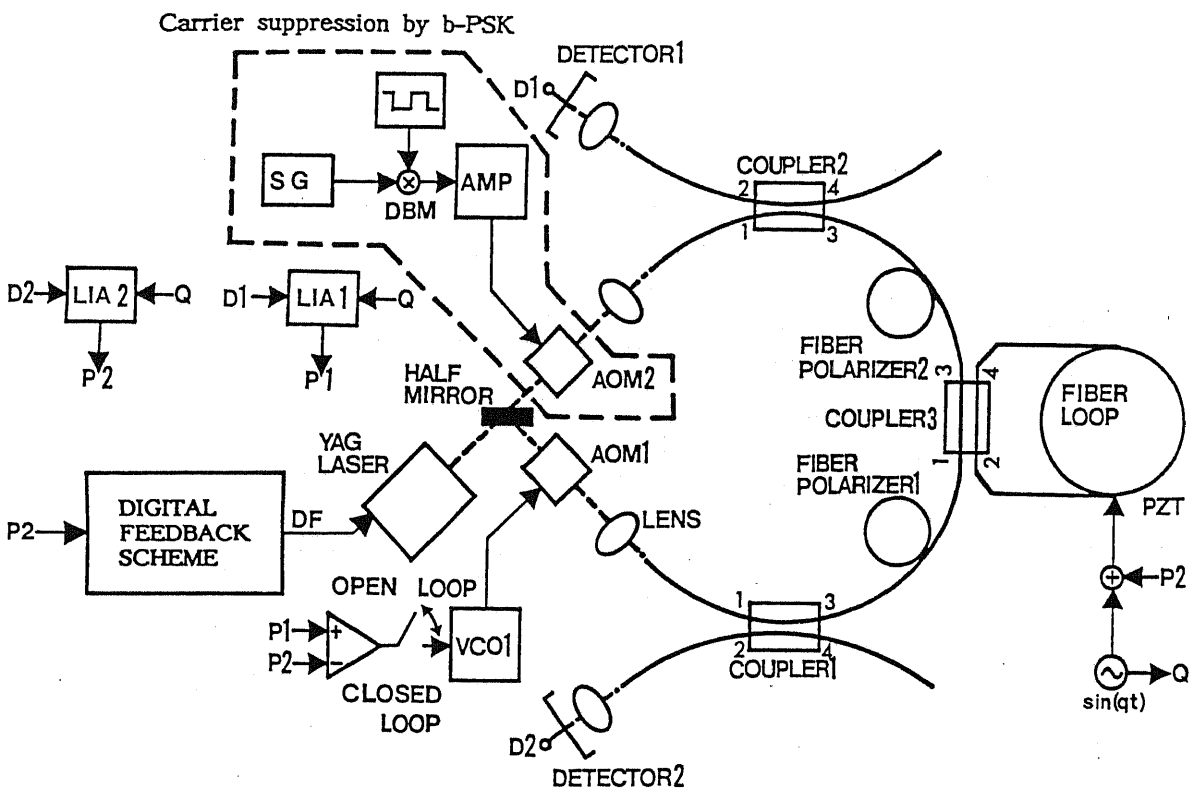 Carrier suppression by b-PSK
DETECTOR1
D1
COUPLER2
2 4
1 3
SG
DBM
AMP
D2 LIA 2 Q
P2
D1 LIA 1 Q
P1
AOM2
HALF
MIRROR
FIBER
POLARIZER2
3 4
COUPLER3
1 2
FIBER
LOOP
YAG
LASER
AOM1
FIBER
POLARIZER1
LENS
PZT
P2
DIGITAL
FEEDBACK
SCHEME
DF
OPEN LOOP
P1 +
P2 -
VCO1
CLOSED
LOOP
1 3
2 4
COUPLER1
P2
+
Q
sin(qt)
D2
DETECTOR2